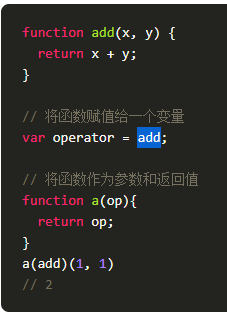 function add(x, y) {
  return x + y;
}
// 将函数赋值给一个变量
var operator = add;
// 将函数作为参数和返回值
function a(op){
  return op;
}
a(add)(1, 1)
// 2